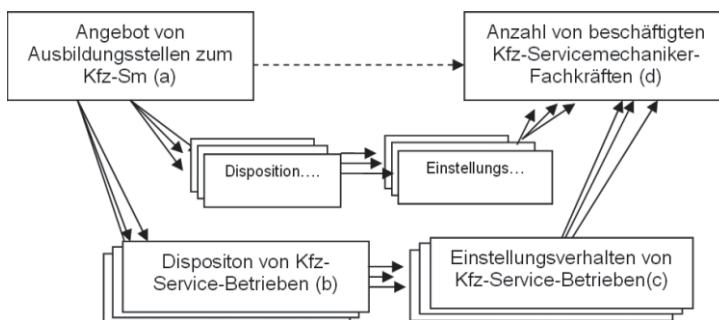 Angebot von
Ausbildungsstellen zum
Kfz-Sm (a)
Anzahl von beschäftigten
Kfz-Servicemechaniker-
Fachkräften (d)
Disposition….
Einstellungs…
Dispositon von Kfz-
Service-Betrieben (b)
Einstellungsverhalten von
Kfz-Service-Betrieben(c)